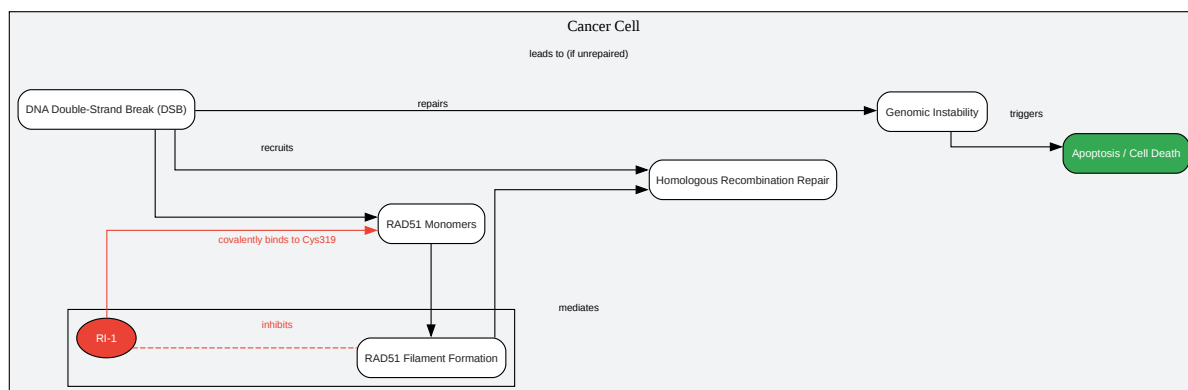 Cancer Cell
leads to (if unrepaired)
DNA Double-Strand Break (DSB)
repairs
Genomic Instability
triggers
recruits
Apoptosis / Cell Death
Homologous Recombination Repair
RAD51 Monomers
covalently binds to Cys319
mediates
inhibits
RI-1
RAD51 Filament Formation